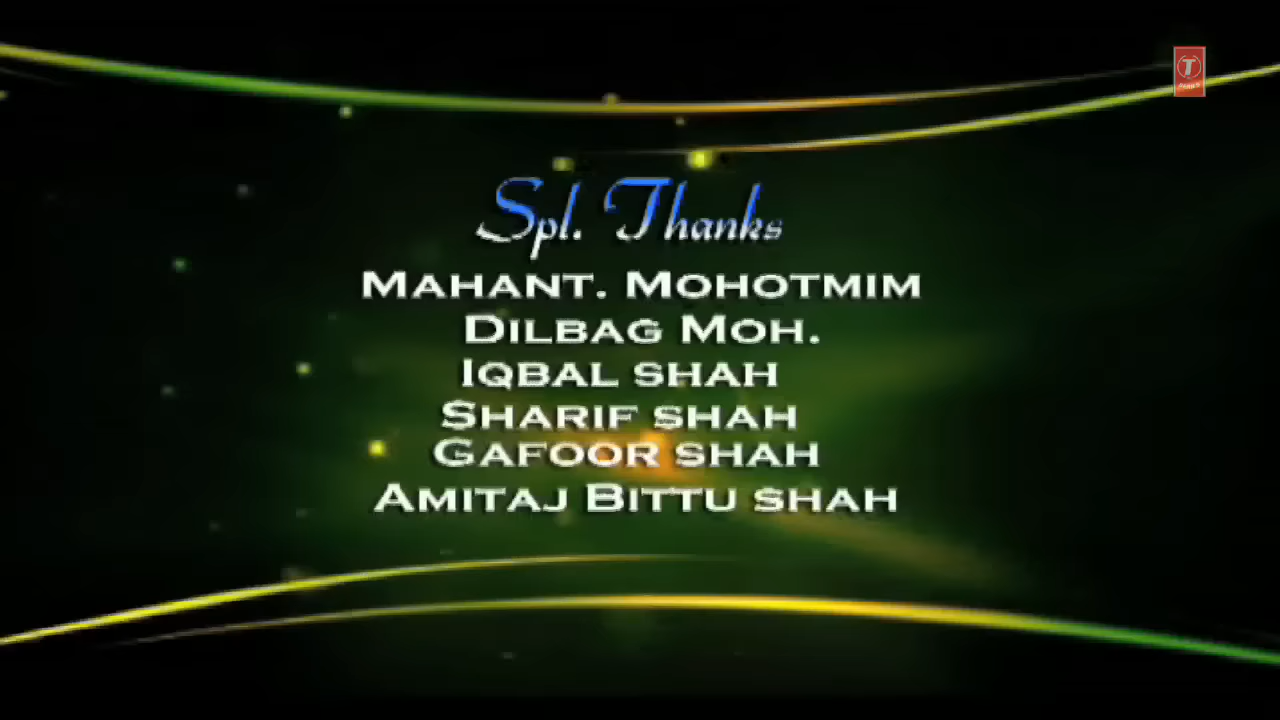 Spl. Thanks
MAHANT. MOHOTMIM
DILBAG MOH.
IQBAL SHAH
SHARIF SHAH
GAFOOR SHAH
AMITAJ BITTU SHAH